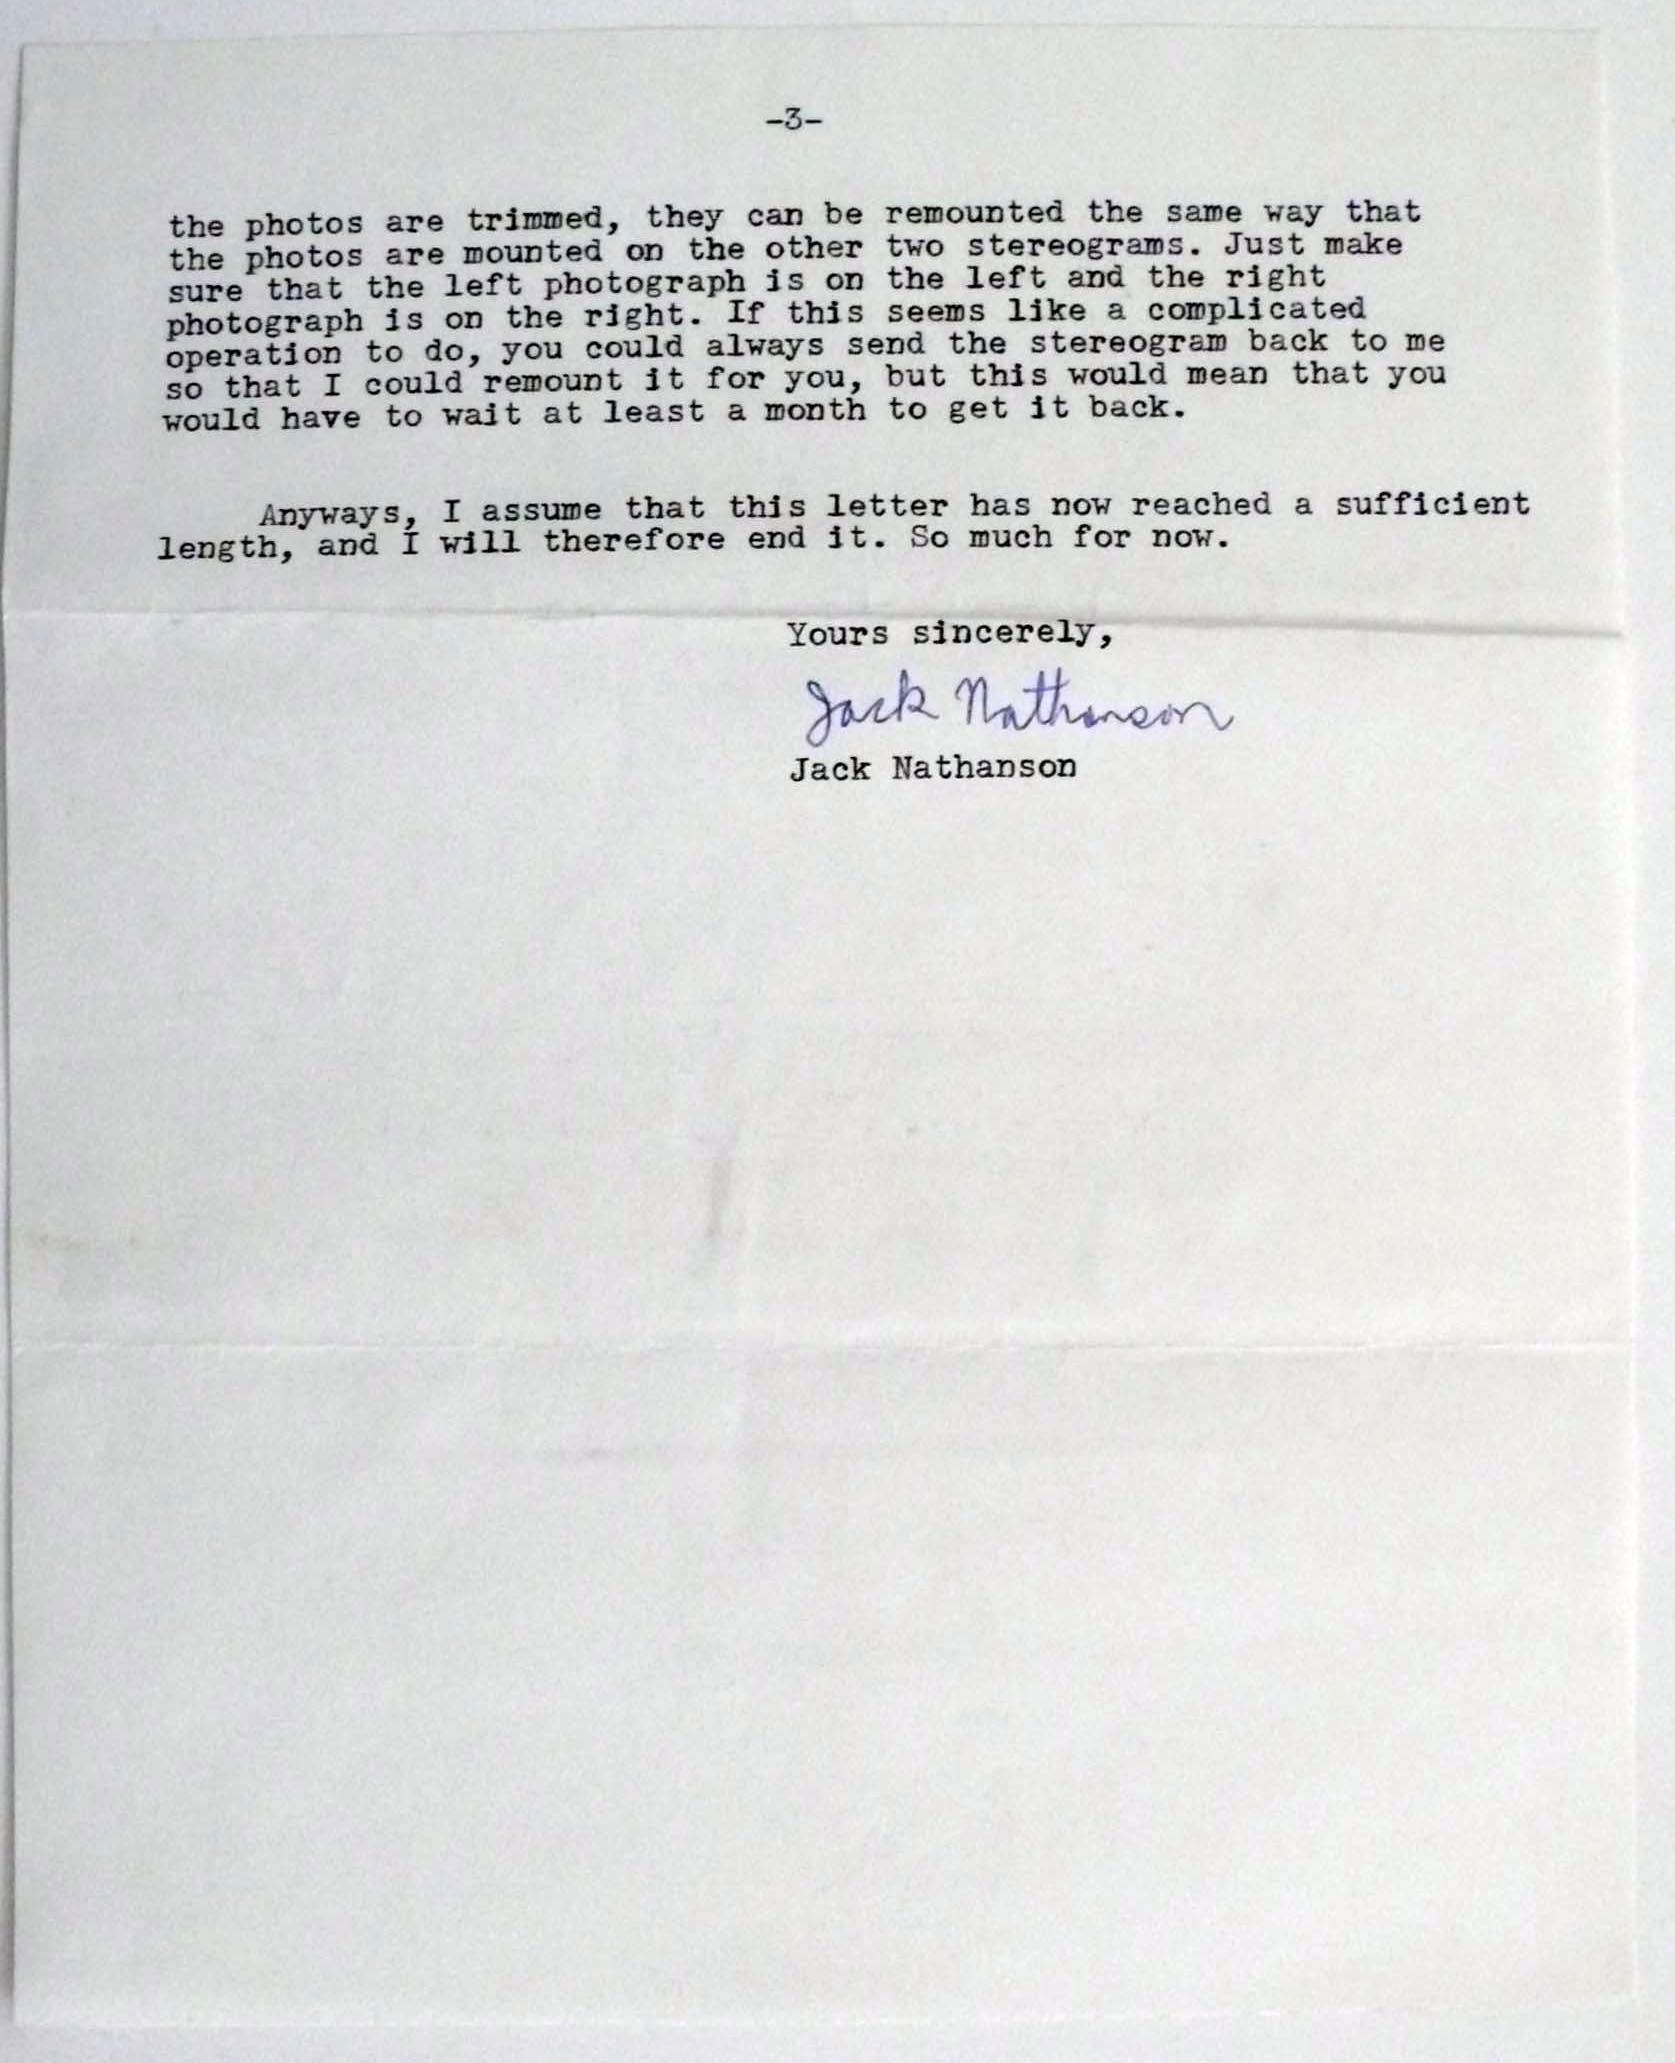 -3-
the photos are trimmed, they can be remounted the same way that
the photos are mounted on the other two stereograms. Just make
sure that the left photograph is on the left and the right
photograph is on the right. If this seems like a complicated
operation to do, you could always send the stereogram back to me
so that I could remount it for you, but this would mean that you
would have to wait at least a month to get it back.
Anyways, I assume that this letter has now reached a sufficient
length, and I will therefore end it. So much for now.
Yours sincerely,
Jack Nathanson
Jack Nathanson